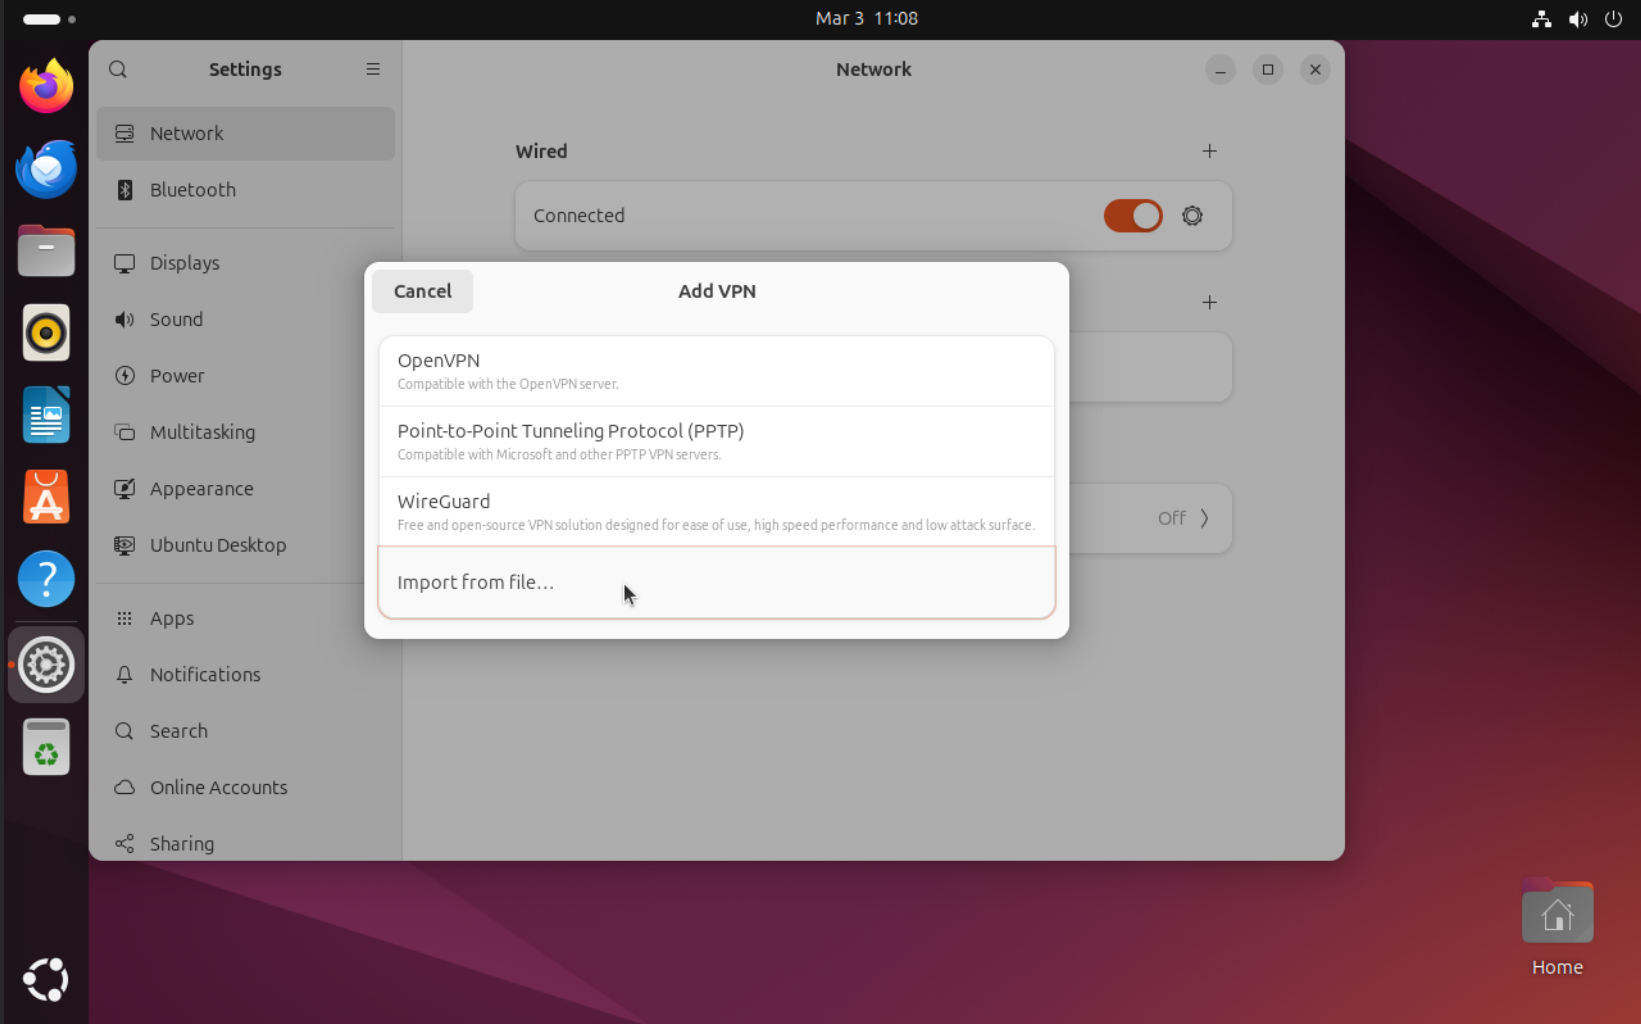 Mar 3 11:08
Settings
Network
Network
Bluetooth
Displays
Sound
Power
Multitasking
Appearance
Ubuntu Desktop
Apps
Notifications
Search
Online Accounts
Sharing
Wired
Connected
Off
Cancel
Add VPN
OpenVPN
Compatible with the OpenVPN server.
Point-to-Point Tunneling Protocol (PPTP)
Compatible with Microsoft and other PPTP VPN servers.
WireGuard
Free and open-source VPN solution designed for ease of use, high speed performance and low attack surface.
Import from file...
Home